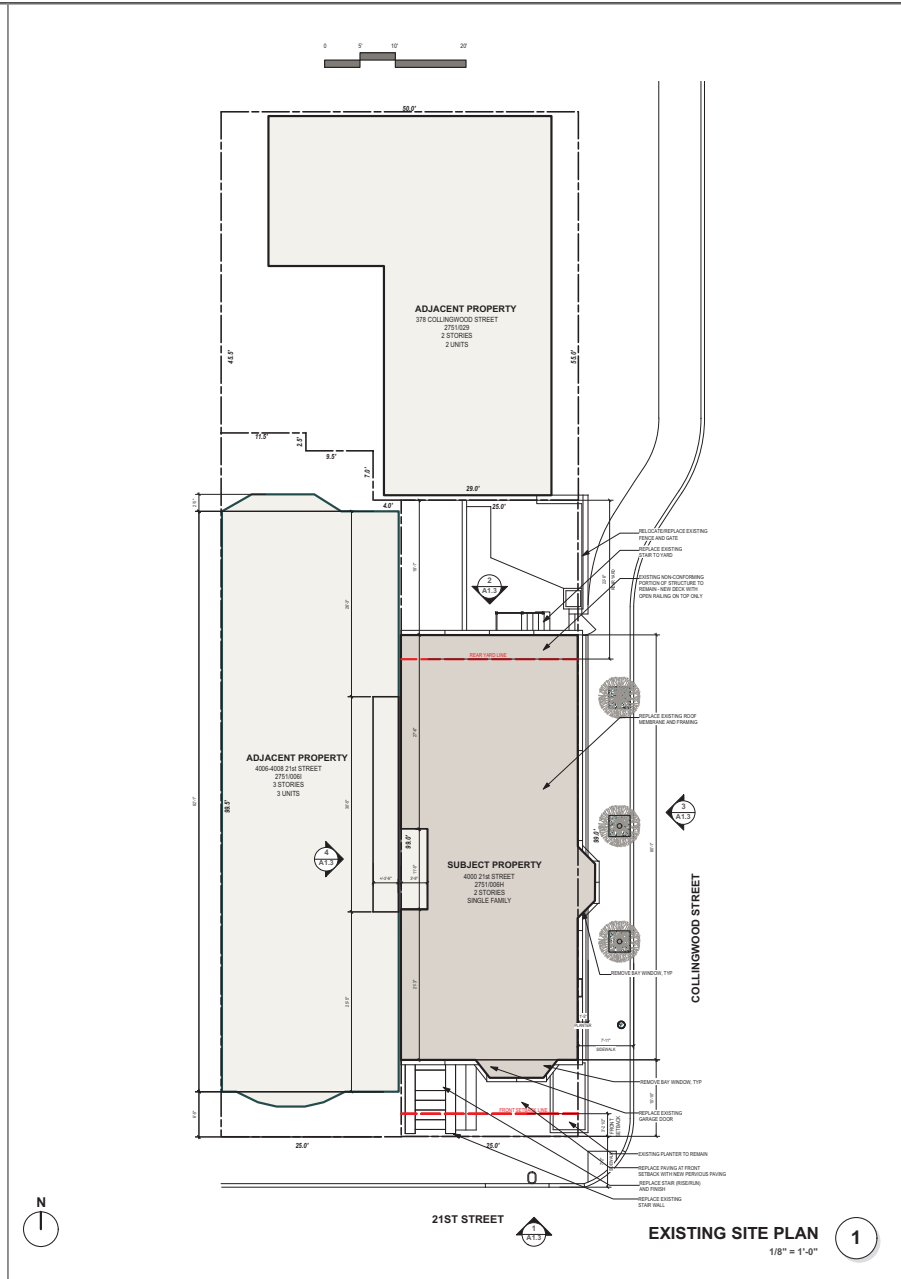 0 5' 10' 20'
50.0'
ADJACENT PROPERTY
378 COLLINGWOOD STREET
2751/029
2 STORIES
2 UNITS
45.5'
55.0'
11.5'
2.5'
9.5'
7.0'
29.0'
4.0'
25.0'
RELOCATE/REPLACE EXISTING
FENCE AND GATE
REPLACE EXISTING
STAIR TO YARD
EXISTING NON-CONFORMING
PORTION OF STRUCTURE TO
REMAIN - NEW DECK WITH
OPEN RAILING ON TOP ONLY
2
A1.3
REAR YARD LINE
REPLACE EXISTING ROOF
MEMBRANE AND FRAMING
ADJACENT PROPERTY
4006-4008 21st STREET
2751/006I
3 STORIES
3 UNITS
99.5'
3
A1.3
99.0'
99.0'
4
A1.3
SUBJECT PROPERTY
4000 21st STREET
2751/006H
2 STORIES
SINGLE FAMILY
COLLINGWOOD STREET
REMOVE BAY WINDOW, TYP
PLANTER
7'-11"
SIDEWALK
REMOVE BAY WINDOW, TYP
FRONT SETBACK LINE
REPLACE EXISTING
GARAGE DOOR
FRONT
SETBACK
25.0'
25.0'
EXISTING PLANTER TO REMAIN
REPLACE PAVING AT FRONT
SETBACK WITH NEW PERVIOUS PAVING
REPLACE STAIR (RISE/RUN)
AND FINISH
REPLACE EXISTING
STAIR WALL
N
21ST STREET
1
A1.3
EXISTING SITE PLAN
1/8" = 1'-0"
1